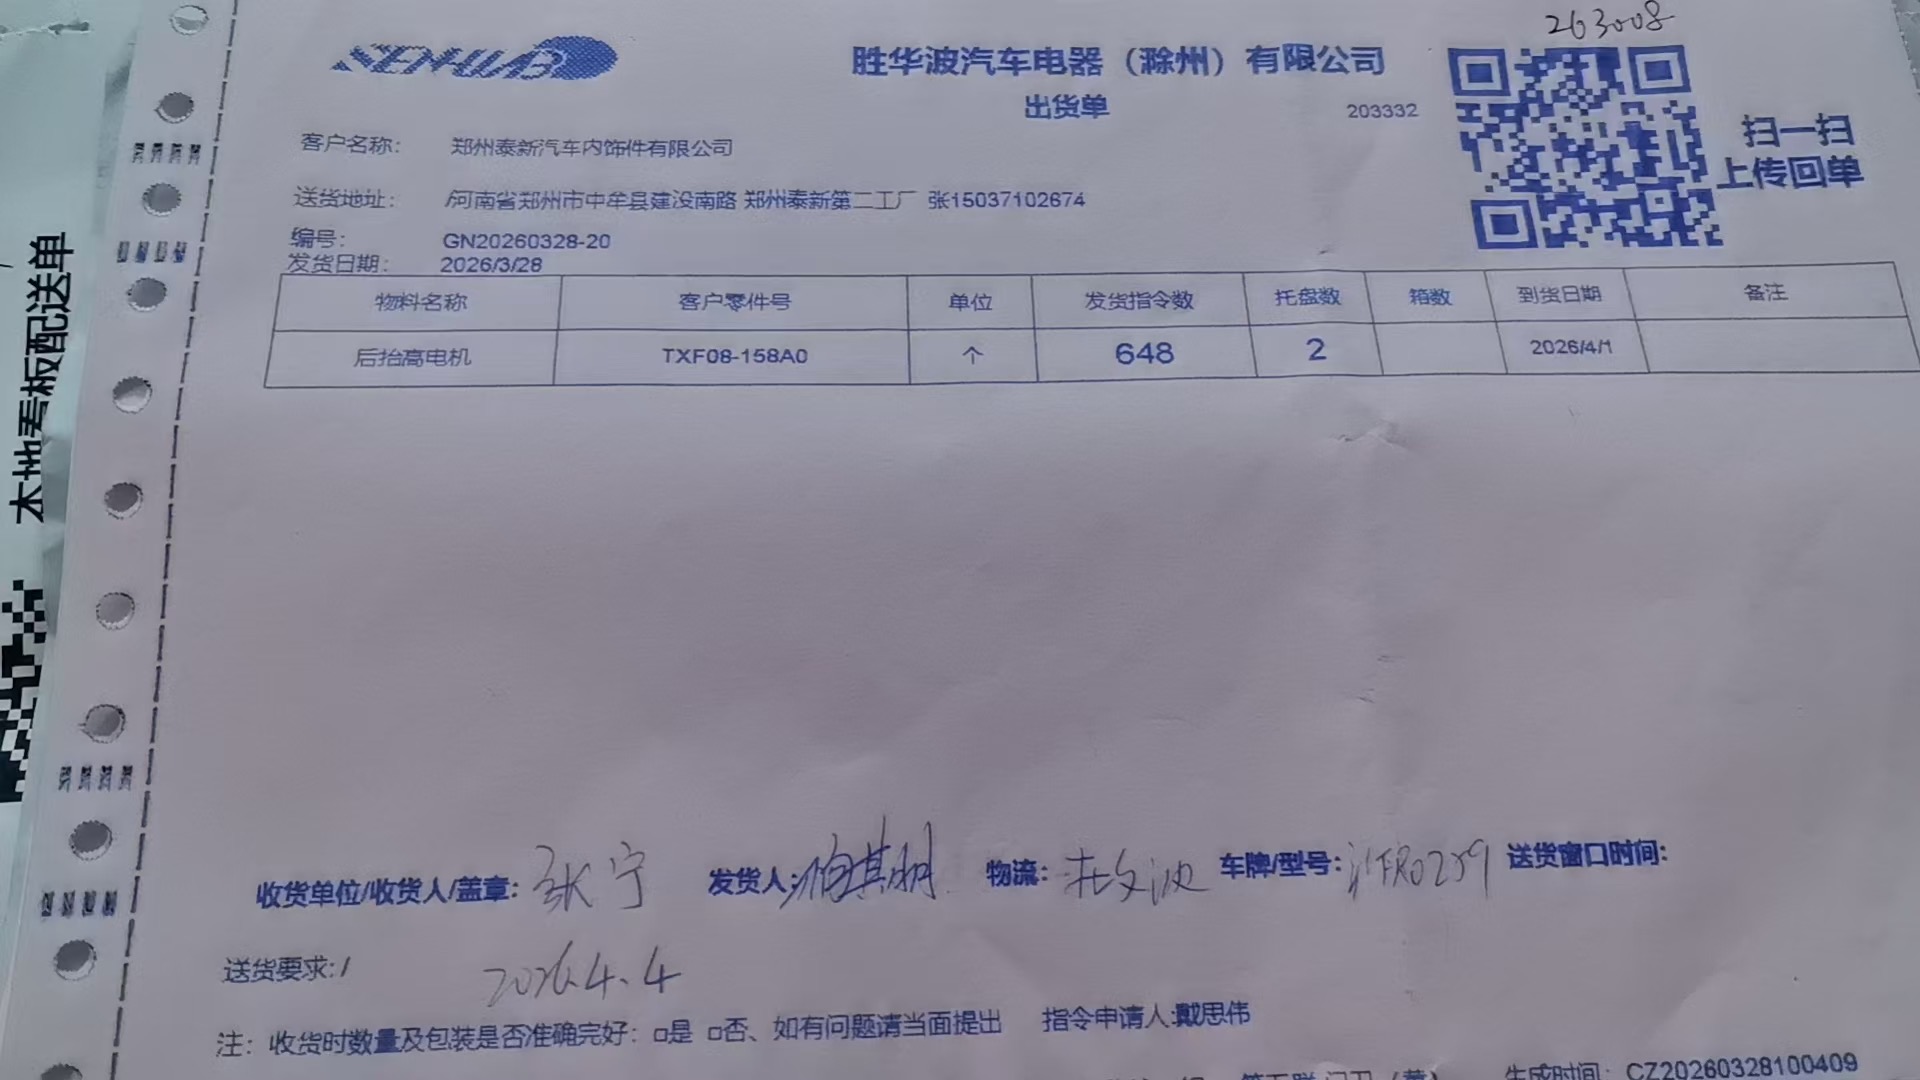 263008
SENHUAB
胜华波汽车电器（滁州）有限公司
出货单
203332
扫一扫
上传回单
客户名称： 郑州泰新汽车内饰件有限公司
送货地址： /河南省郑州市中牟县建设南路 郑州泰新第二工厂 张15037102674
编号： GN20260328-20
发货日期： 2026/3/28
物料名称 客户零件号 单位 发货指令数 托盘数 箱数 到货日期 备注
后抬高电机 TXF08-158A0 个 648 2 2026/4/1
收货单位/收货人/盖章：张宁 发货人: 物流：杜文波 车牌/型号： 送货窗口时间：
送货要求：/
2026.4.4
注：收货时数量及包装是否准确完好：□是 □否、如有问题请当面提出 指令申请人:戴思伟
生成时间：CZ20260328100409
本地看板配送单